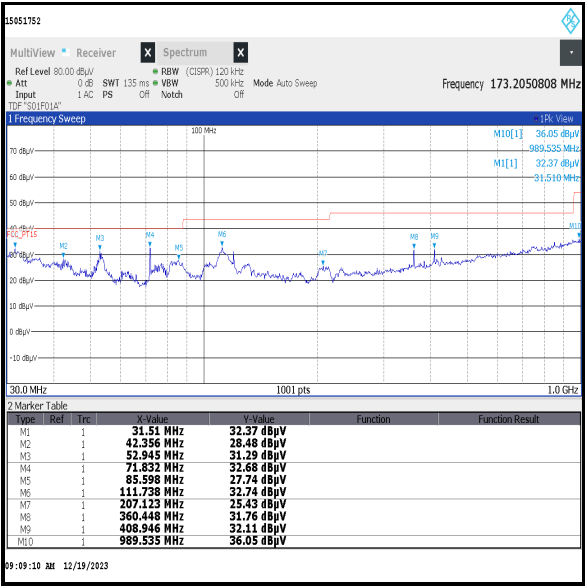 15051752
MultiView Receiver X Spectrum X
Ref Level 80.00 dBµV RBW (CISPR) 120 kHz
Att 0 dB SWT 135 ms VBW 500 kHz Mode Auto Sweep Frequency 173.2050808 MHz
Input 1 AC PS Off Notch Off
TDF "S01F01A"
1 Frequency Sweep 1Pk View
100 MHz M10[1] 36.05 dBµV
70 dBµV 989.535 MHz
M1[1] 32.37 dBµV
60 dBµV 31.510 MHz
50 dBµV
40 dBµV
FCC_PT15
M2 M3 M4 M5 M6 M7 M8 M9 M10
30 dBµV
20 dBµV
10 dBµV
0 dBµV
-10 dBµV
30.0 MHz 1001 pts 1.0 GHz
2 Marker Table
Type Ref Trc X-Value Y-Value Function Function Result
M1 1 31.51 MHz 32.37 dBµV
M2 1 42.356 MHz 28.48 dBµV
M3 1 52.945 MHz 31.29 dBµV
M4 1 71.832 MHz 32.68 dBµV
M5 1 85.598 MHz 27.74 dBµV
M6 1 111.738 MHz 32.74 dBµV
M7 1 207.123 MHz 25.43 dBµV
M8 1 360.448 MHz 31.76 dBµV
M9 1 408.946 MHz 32.11 dBµV
M10 1 989.535 MHz 36.05 dBµV
09:09:10 AM 12/19/2023